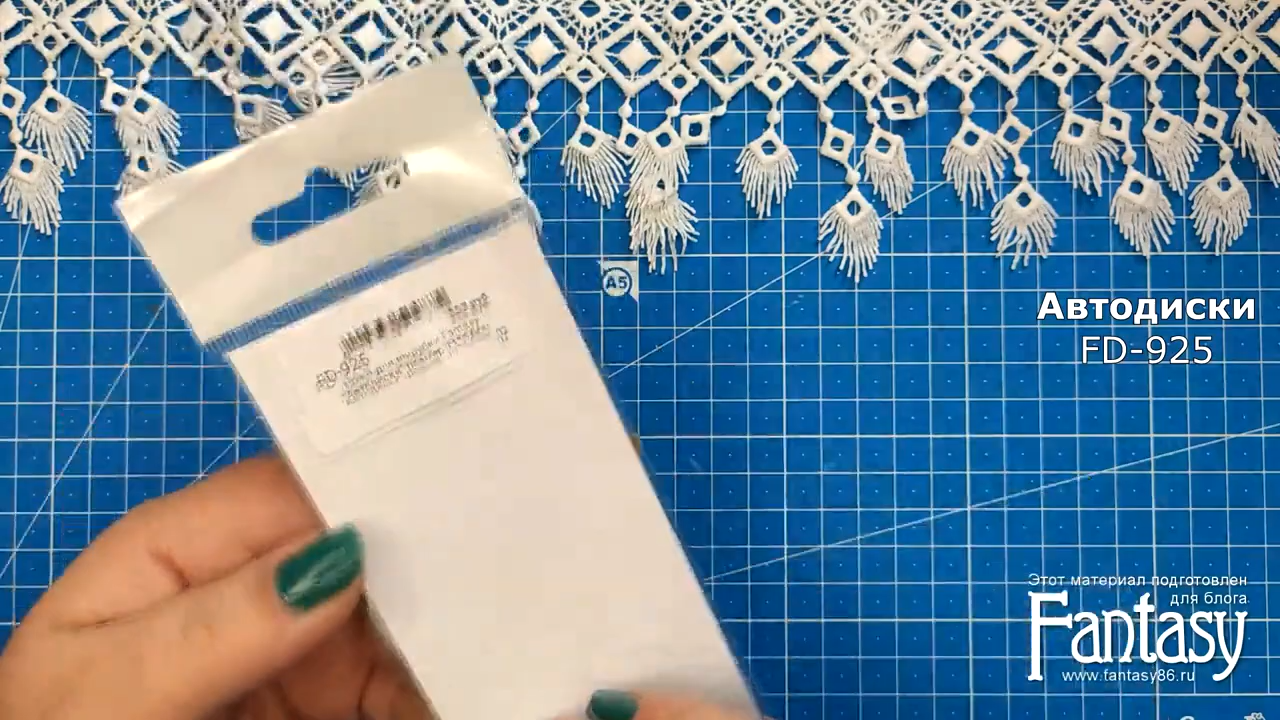 A5
Автодиски
FD-925
FD-925
Этот материал подготовлен
для блога
Fantasy
www.fantasy86.ru